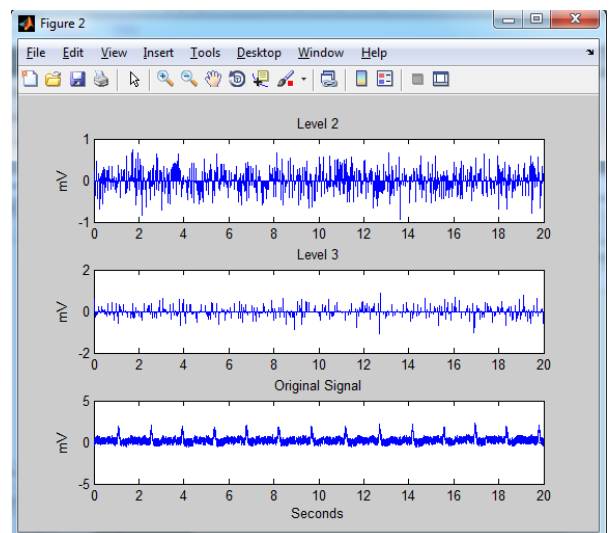 Figure 2
File Edit View Insert Tools Desktop Window Help
Level 2
1
0
-1
mV
0 2 4 6 8 10 12 14 16 18 20
Level 3
2
0
-2
mV
0 2 4 6 8 10 12 14 16 18 20
Original Signal
5
0
-5
mV
0 2 4 6 8 10 12 14 16 18 20
Seconds